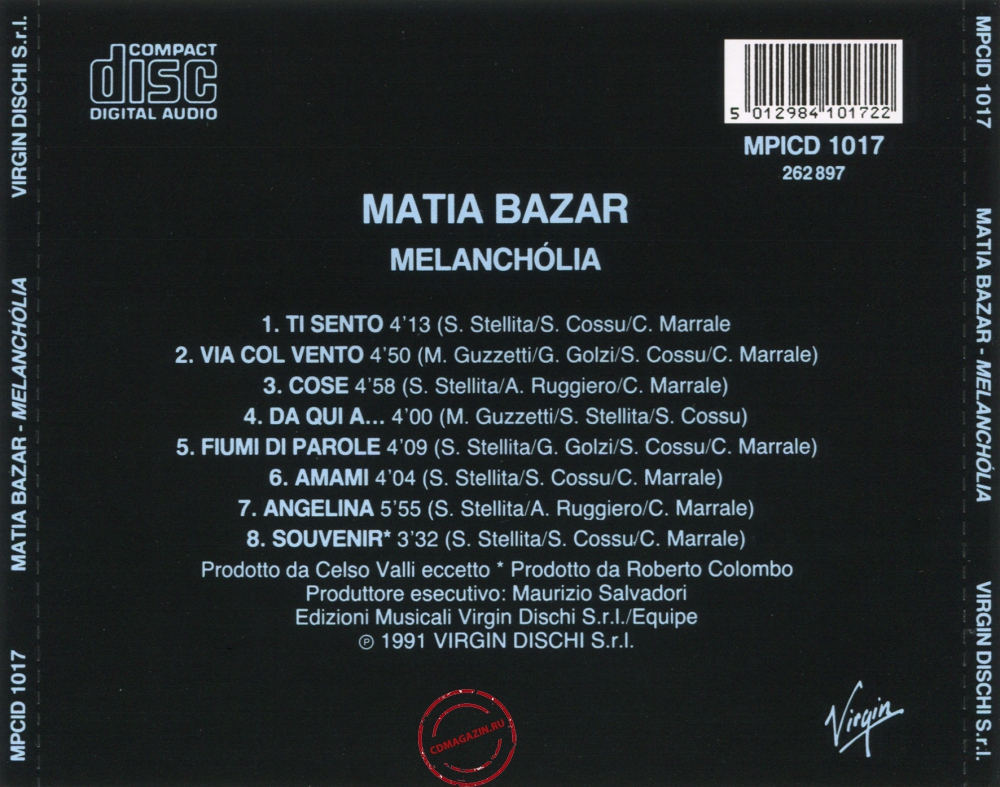 VIRGIN DISCHI S.r.l.
MATIA BAZAR - MELANCHÓLIA
MPCID 1017
COMPACT
disc
DIGITAL AUDIO
5 012984 101722
MPICD 1017
262897
MATIA BAZAR
MELANCHÓLIA
1. TI SENTO 4'13 (S. Stellita/S. Cossu/C. Marrale
2. VIA COL VENTO 4'50 (M. Guzzetti/G. Golzi/S. Cossu/C. Marrale)
3. COSE 4'58 (S. Stellita/A. Ruggiero/C. Marrale)
4. DA QUI A... 4'00 (M. Guzzetti/S. Stellita/S. Cossu)
5. FIUMI DI PAROLE 4'09 (S. Stellita/G. Golzi/S. Cossu/C. Marrale)
6. AMAMI 4'04 (S. Stellita/S. Cossu/C. Marrale)
7. ANGELINA 5'55 (S. Stellita/A. Ruggiero/C. Marrale)
8. SOUVENIR* 3'32 (S. Stellita/S. Cossu/C. Marrale)
Prodotto da Celso Valli eccetto * Prodotto da Roberto Colombo
Produttore esecutivo: Maurizio Salvadori
Edizioni Musicali Virgin Dischi S.r.l./Equipe
℗ 1991 VIRGIN DISCHI S.r.l.
CDMAGAZIN.RU
Virgin
MPCID 1017
MATIA BAZAR - MELANCHÓLIA
VIRGIN DISCHI S.r.l.